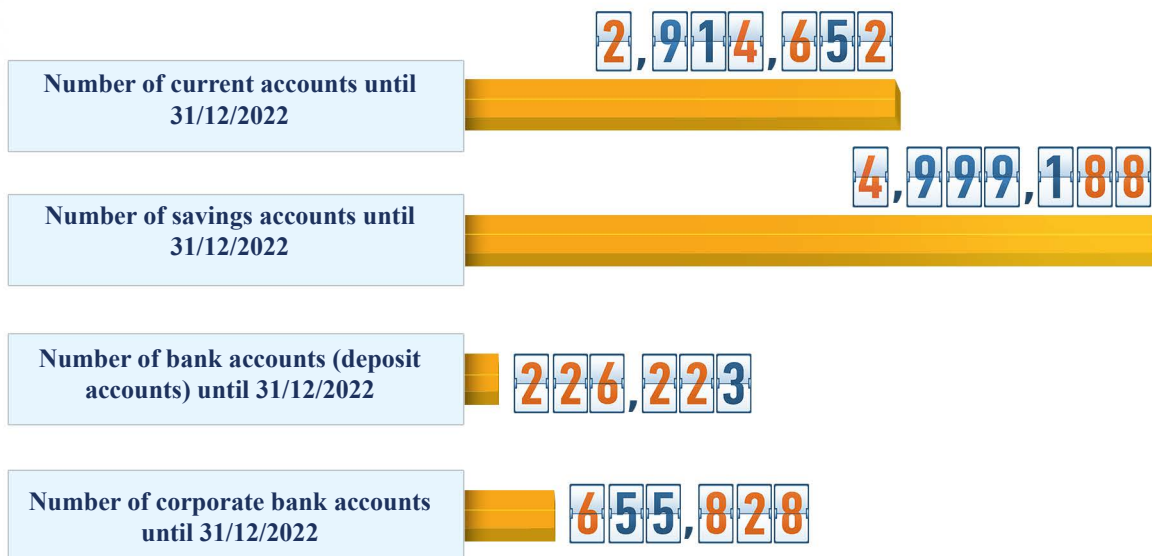 2,914,652
Number of current accounts until
31/12/2022
4,999,188
Number of savings accounts until
31/12/2022
Number of bank accounts (deposit
accounts) until 31/12/2022
226,223
Number of corporate bank accounts
until 31/12/2022
655,828